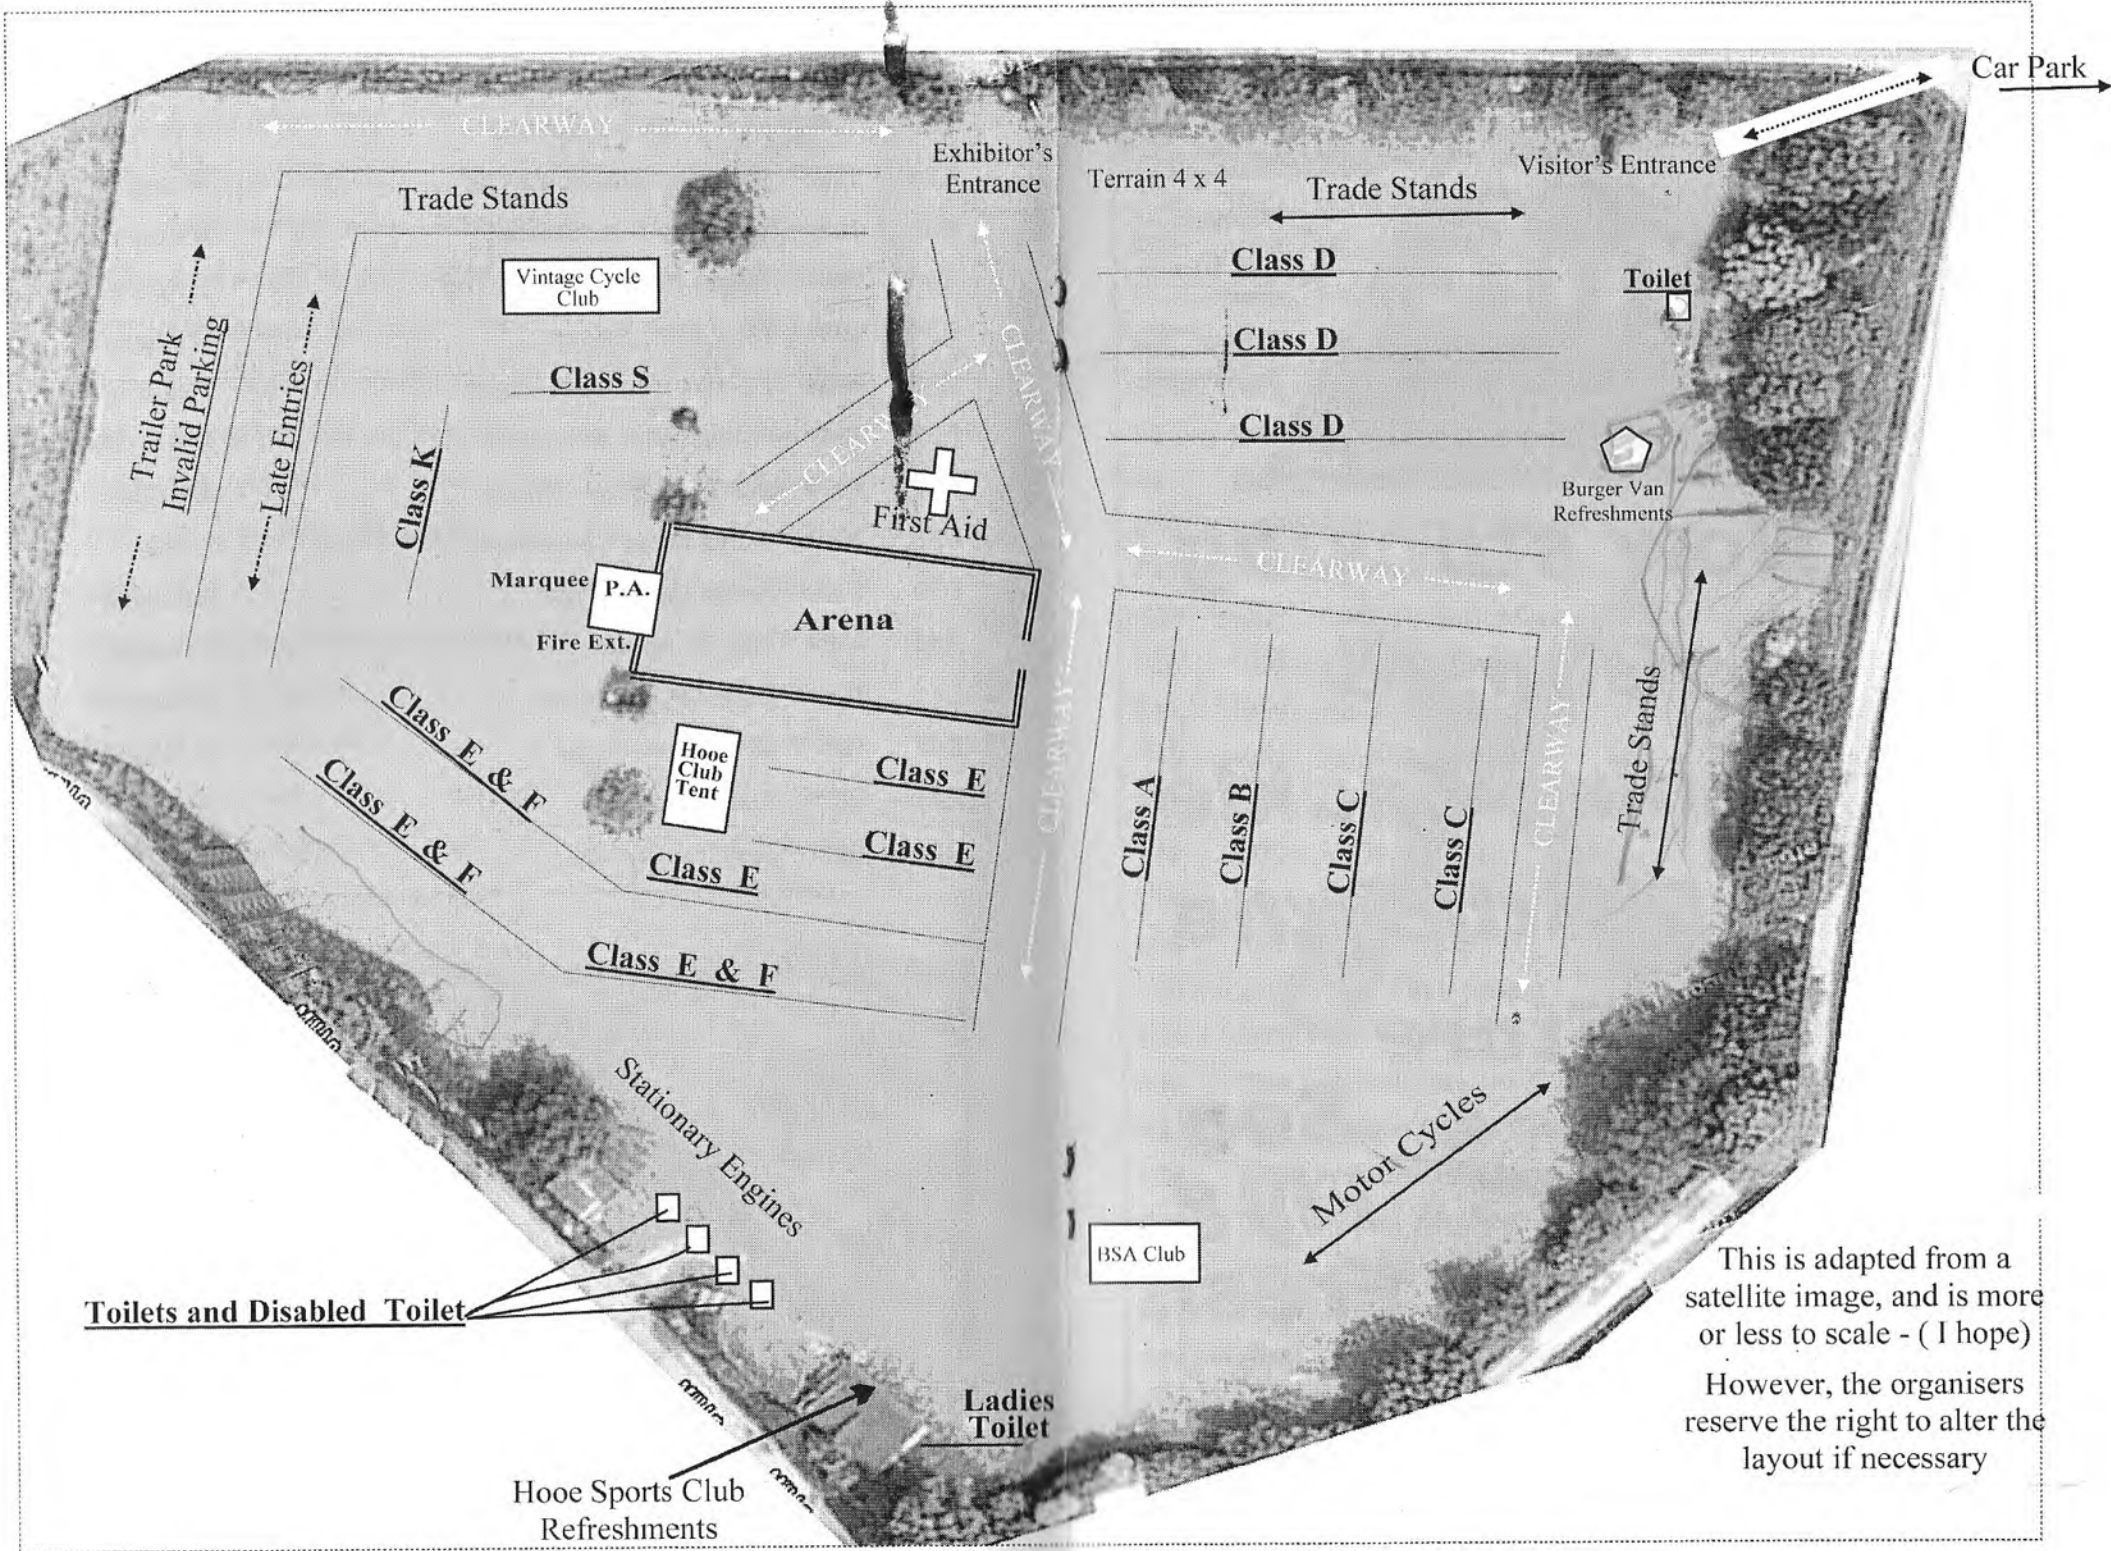 Car Park
CLEARWAY
Exhibitor's
Entrance
Terrain 4 x 4
Trade Stands
Visitor's Entrance
Trade Stands
Vintage Cycle
Club
Class D
Toilet
Trailer Park
Invalid Parking
Late Entries
Class S
CLEARWAY
Class D
Class K
CLEARWAY
Class D
First Aid
Burger Van
Refreshments
CLEARWAY
Marquee
P.A.
Fire Ext.
Arena
Class E & F
Class E & F
Hooe
Club
Tent
Class E
Class E
Class E
Class E & F
CLEARWAY
Class A
Class B
Class C
Class C
CLEARWAY
Trade Stands
Stationary Engines
Motor Cycles
BSA Club
Toilets and Disabled Toilet
Ladies
Toilet
Hooe Sports Club
Refreshments
This is adapted from a
satellite image, and is more
or less to scale - ( I hope)
However, the organisers
reserve the right to alter the
layout if necessary